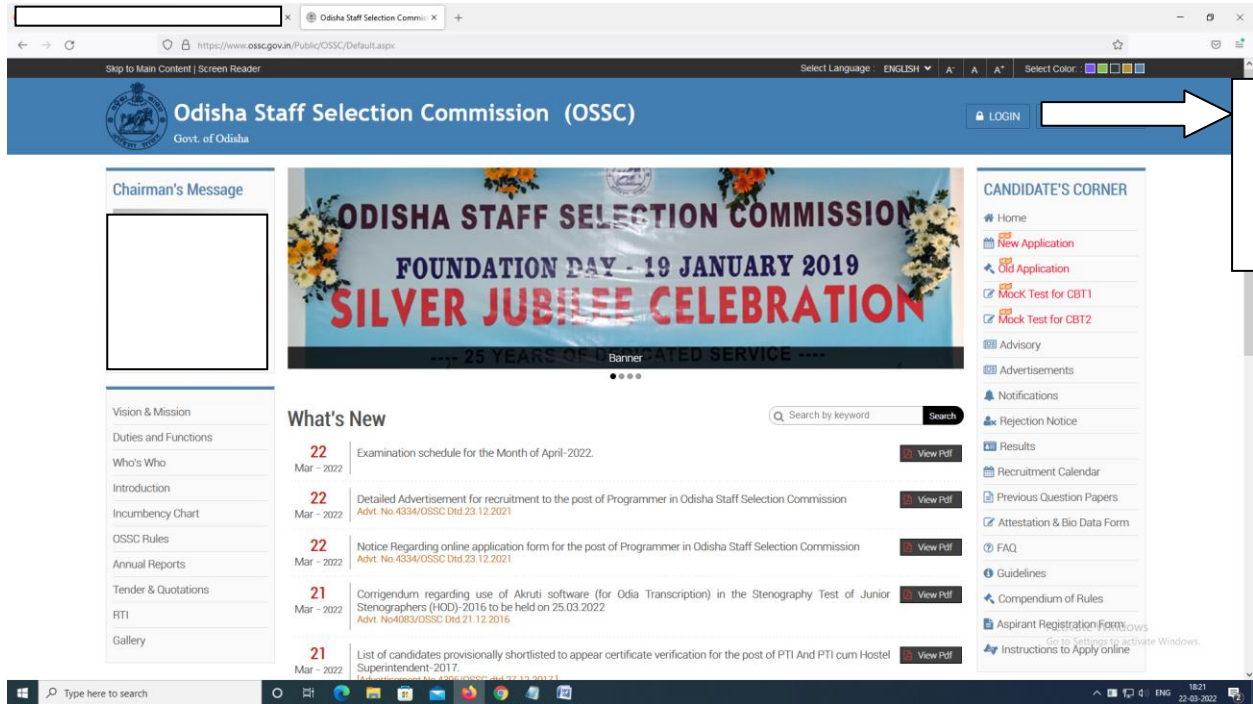 Odisha Staff Selection Commis
https://www.ossc.gov.in/Public/OSSC/Default.aspx
Skip to Main Content | Screen Reader
Select Language : ENGLISH A- A A+ Select Color :
Odisha Staff Selection Commission (OSSC)
Govt. of Odisha
LOGIN
Chairman's Message
ODISHA STAFF SELECTION COMMISSION
FOUNDATION DAY - 19 JANUARY 2019
SILVER JUBILEE CELEBRATION
---- 25 YEARS OF DEDICATED SERVICE ----
Banner
Vision & Mission
Duties and Functions
Who's Who
Introduction
Incumbency Chart
OSSC Rules
Annual Reports
Tender & Quotations
RTI
Gallery
What's New
Search by keyword
Search
22
Mar - 2022
Examination schedule for the Month of April-2022.
View Pdf
22
Mar - 2022
Detailed Advertisement for recruitment to the post of Programmer in Odisha Staff Selection Commission
Advt. No.4334/OSSC Dtd.23.12.2021
View Pdf
22
Mar - 2022
Notice Regarding online application form for the post of Programmer in Odisha Staff Selection Commission
Advt. No.4334/OSSC Dtd.23.12.2021
View Pdf
21
Mar - 2022
Corrigendum regarding use of Akruti software (for Odia Transcription) in the Stenography Test of Junior
Stenographers (HOD)-2016 to be held on 25.03.2022
Advt. No4083/OSSC Dtd.21.12.2016
View Pdf
21
Mar - 2022
List of candidates provisionally shortlisted to appear certificate verification for the post of PTI And PTI cum Hostel
Superintendent-2017.
[Advertisement No.4395/OSSC dtd.27.12.2017.]
View Pdf
CANDIDATE'S CORNER
Home
New Application
Old Application
MocK Test for CBT1
Mock Test for CBT2
Advisory
Advertisements
Notifications
Rejection Notice
Results
Recruitment Calendar
Previous Question Papers
Attestation & Bio Data Form
FAQ
Guidelines
Compendium of Rules
Aspirant Registration Form
Instructions to Apply online
Go to Settings to activate Windows.
Type here to search
ENG
18:21
22-03-2022